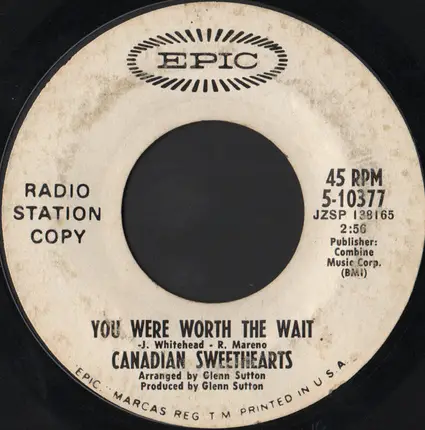 EPIC
RADIO
STATION
COPY
45 RPM
5-10377
JZSP 138165
2:56
Publisher:
Combine
Music Corp.
(BMI)
YOU WERE WORTH THE WAIT
-J. Whitehead - R. Mareno
CANADIAN SWEETHEARTS
Arranged by Glenn Sutton
Produced by Glenn Sutton
EPIC, MARCAS REG T M PRINTED IN U.S.A.